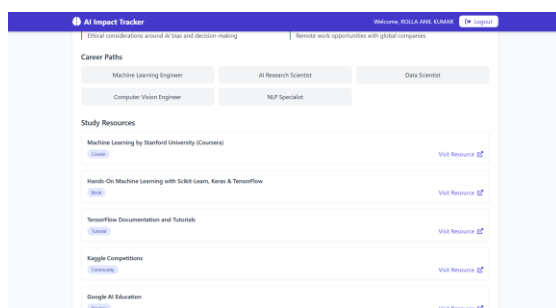 AI Impact Tracker
Welcome, ROLLA ANIL KUMAR
Logout
Ethical considerations around AI bias and decision-making
Remote work opportunities with global companies
Career Paths
Machine Learning Engineer
AI Research Scientist
Data Scientist
Computer Vision Engineer
NLP Specialist
Study Resources
Machine Learning by Stanford University (Coursera)
Course
Visit Resource
Hands-On Machine Learning with Scikit-Learn, Keras & TensorFlow
Book
Visit Resource
TensorFlow Documentation and Tutorials
Tutorial
Visit Resource
Kaggle Competitions
Community
Visit Resource
Google AI Education
Visit Resource